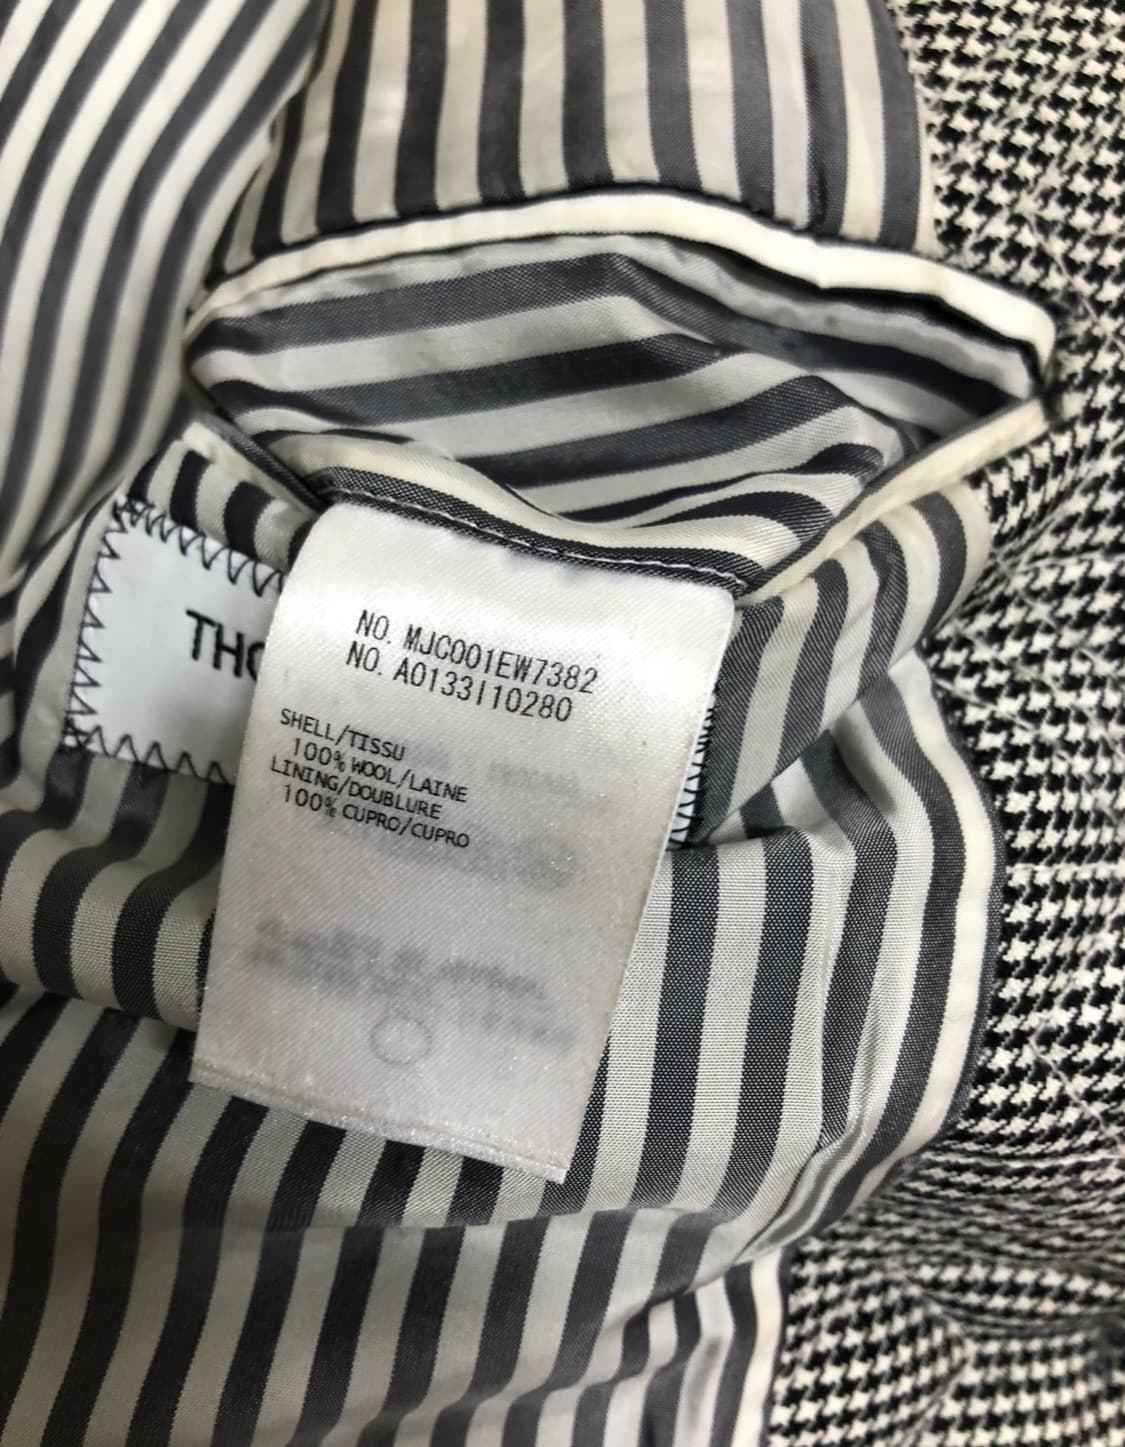 THO
NO. MJC001EW7382
NO. A0133I10280
SHELL/TISSU
100% WOOL/LAINE
LINING/DOUBLURE
100% CUPRO/CUPRO